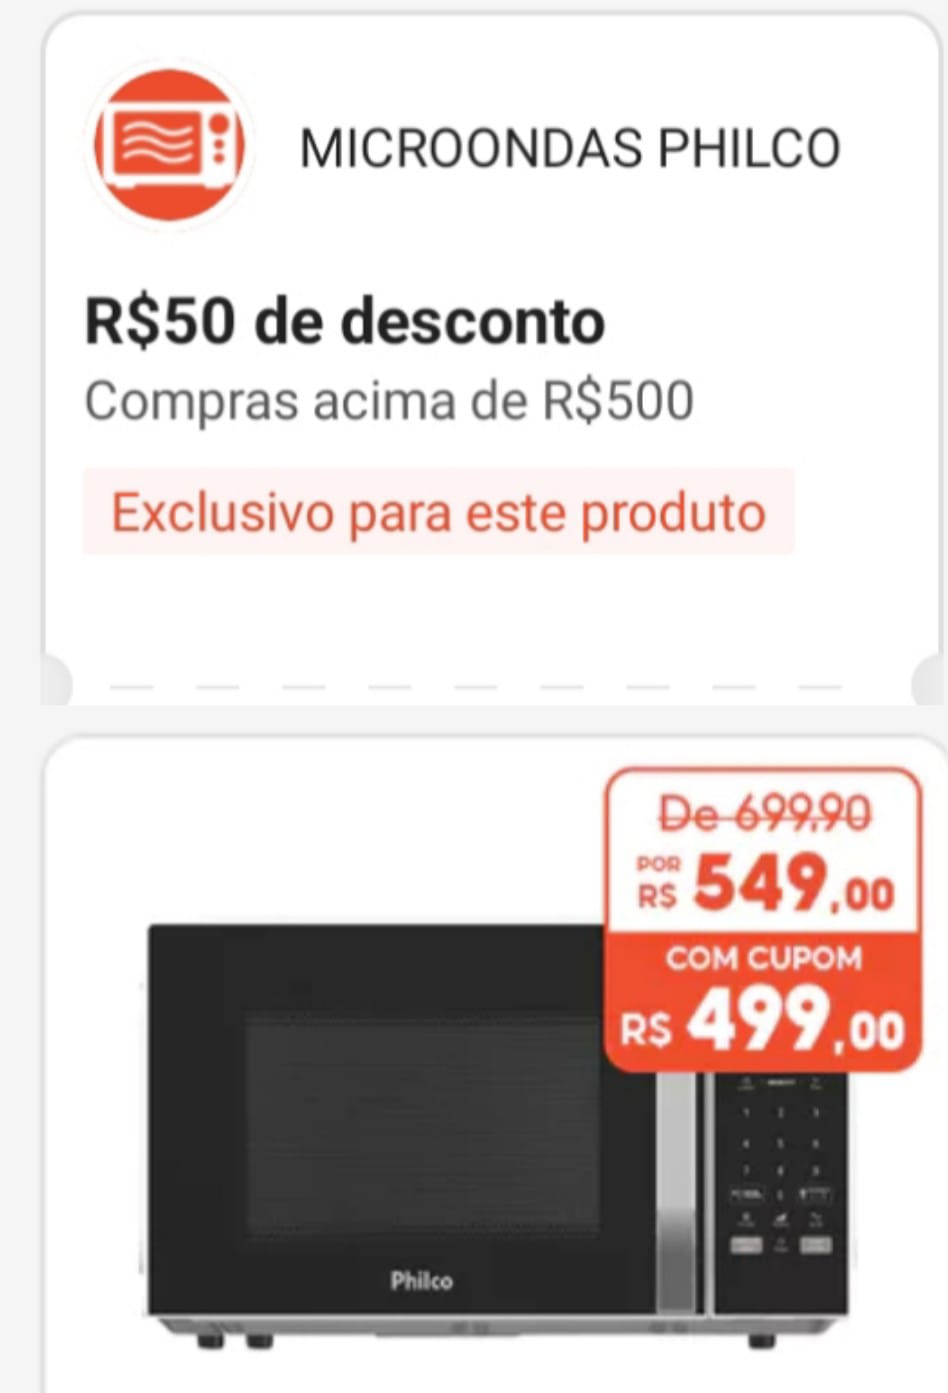 MICROONDAS PHILCO
R$50 de desconto
Compras acima de R$500
Exclusivo para este produto
De 699,90
POR
R$ 549,00
COM CUPOM
R$ 499,00
Philco